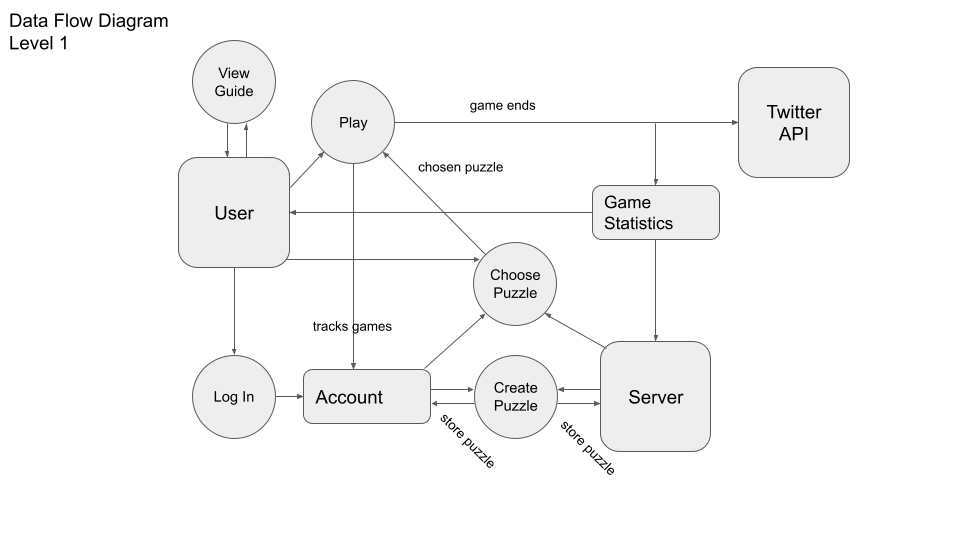 Data Flow Diagram
Level 1
View
Guide
Play
game ends
Twitter
API
chosen puzzle
User
Game
Statistics
Choose
Puzzle
tracks games
Log In
Account
Create
Puzzle
Server
store puzzle
store puzzle